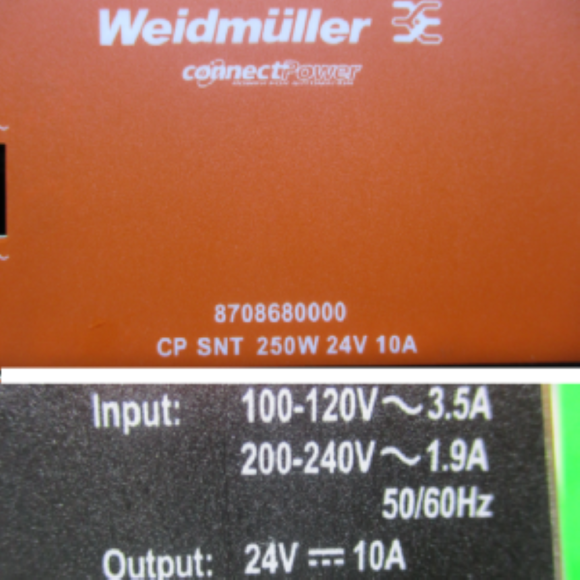 Weidmüller
connectPower
8708680000
CP SNT 250W 24V 10A
Input: 100-120V ~ 3.5A
200-240V ~ 1.9A
50/60Hz
Output: 24V ⎓ 10A